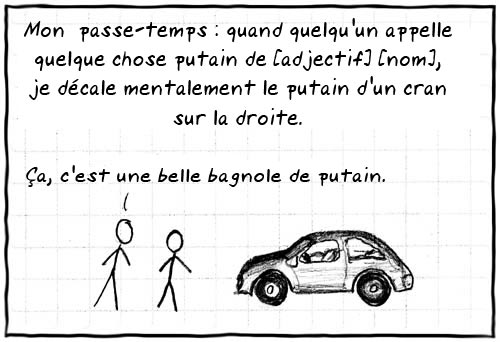 Mon passe-temps : quand quelqu'un appelle
quelque chose putain de [adjectif] [nom],
je décale mentalement le putain d'un cran
sur la droite.
Ça, c'est une belle bagnole de putain.